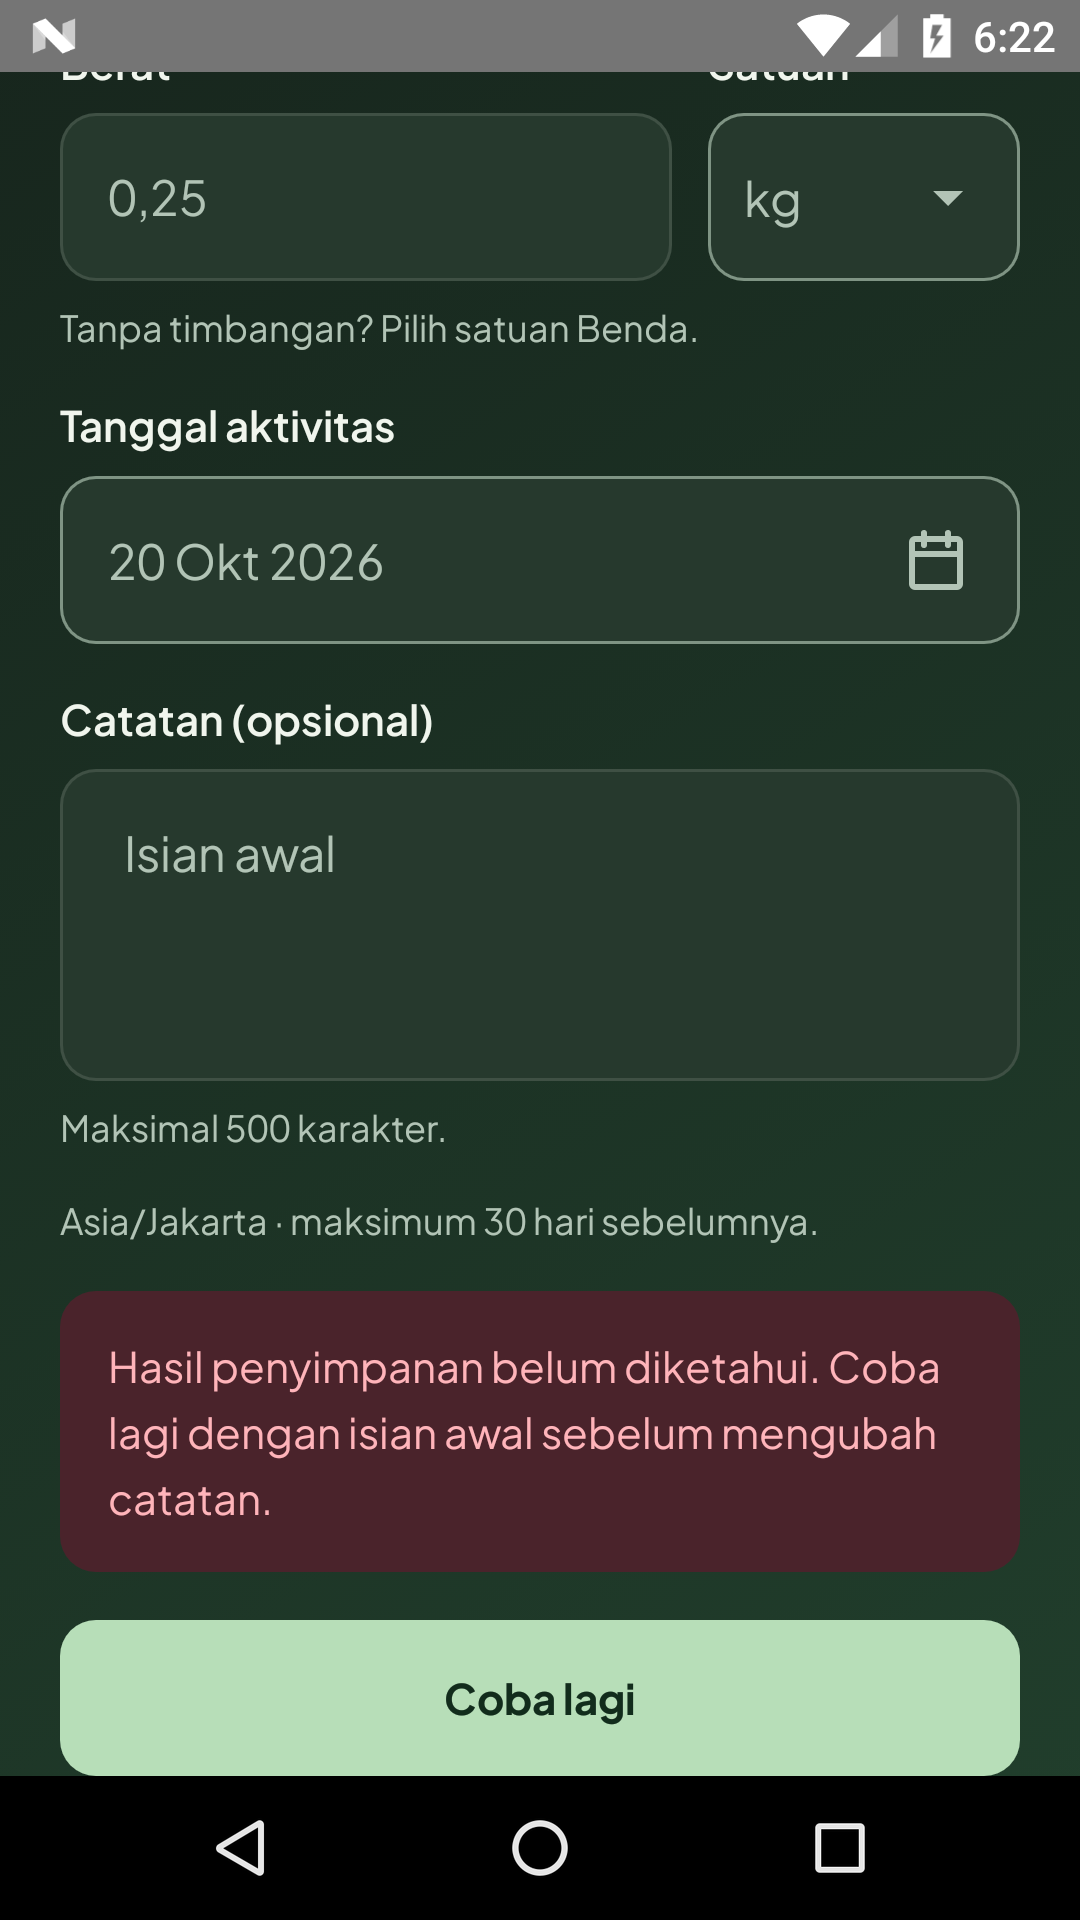 6:22
Berat Satuan
0,25 kg
Tanpa timbangan? Pilih satuan Benda.
Tanggal aktivitas
20 Okt 2026
Catatan (opsional)
Isian awal
Maksimal 500 karakter.
Asia/Jakarta · maksimum 30 hari sebelumnya.
Hasil penyimpanan belum diketahui. Coba
lagi dengan isian awal sebelum mengubah
catatan.
Coba lagi